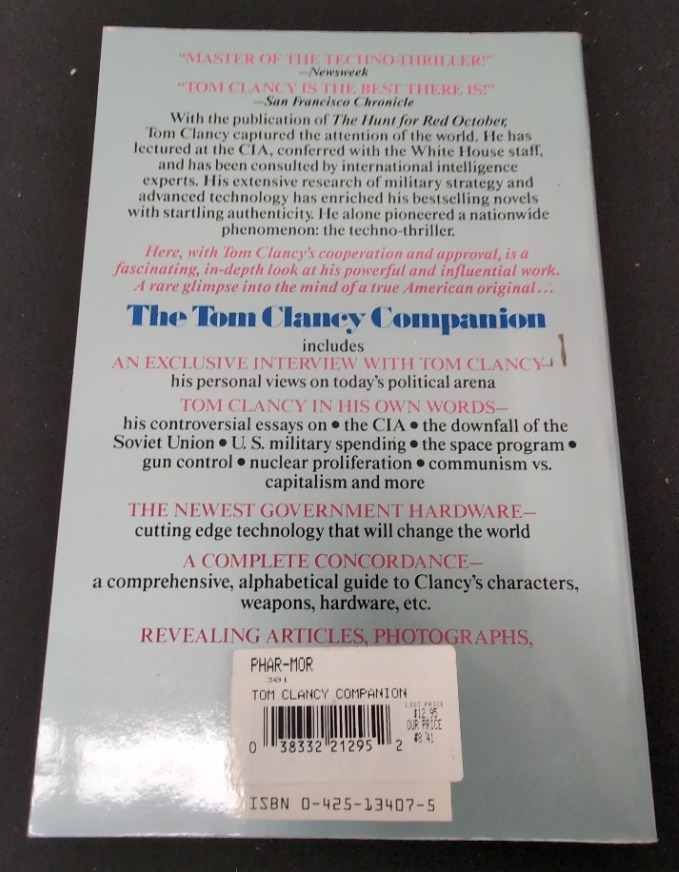 "MASTER OF THE TECHNO-THRILLER!"
—Newsweek
"TOM CLANCY IS THE BEST THERE IS!"
—San Francisco Chronicle
With the publication of The Hunt for Red October,
Tom Clancy captured the attention of the world. He has
lectured at the CIA, conferred with the White House staff,
and has been consulted by international intelligence
experts. His extensive research of military strategy and
advanced technology has enriched his bestselling novels
with startling authenticity. He alone pioneered a nationwide
phenomenon: the techno-thriller.
Here, with Tom Clancy's cooperation and approval, is a
fascinating, in-depth look at his powerful and influential work.
A rare glimpse into the mind of a true American original...
The Tom Clancy Companion
includes
AN EXCLUSIVE INTERVIEW WITH TOM CLANCY—
his personal views on today's political arena
TOM CLANCY IN HIS OWN WORDS—
his controversial essays on • the CIA • the downfall of the
Soviet Union • U. S. military spending • the space program •
gun control • nuclear proliferation • communism vs.
capitalism and more
THE NEWEST GOVERNMENT HARDWARE—
cutting edge technology that will change the world
A COMPLETE CONCORDANCE—
a comprehensive, alphabetical guide to Clancy's characters,
weapons, hardware, etc.
REVEALING ARTICLES, PHOTOGRAPHS,
PHAR-MOR
301
TOM CLANCY COMPANION
LIST PRICE
$12.95
OUR PRICE
$8.41
0 38332 21295 2
ISBN 0-425-13407-5